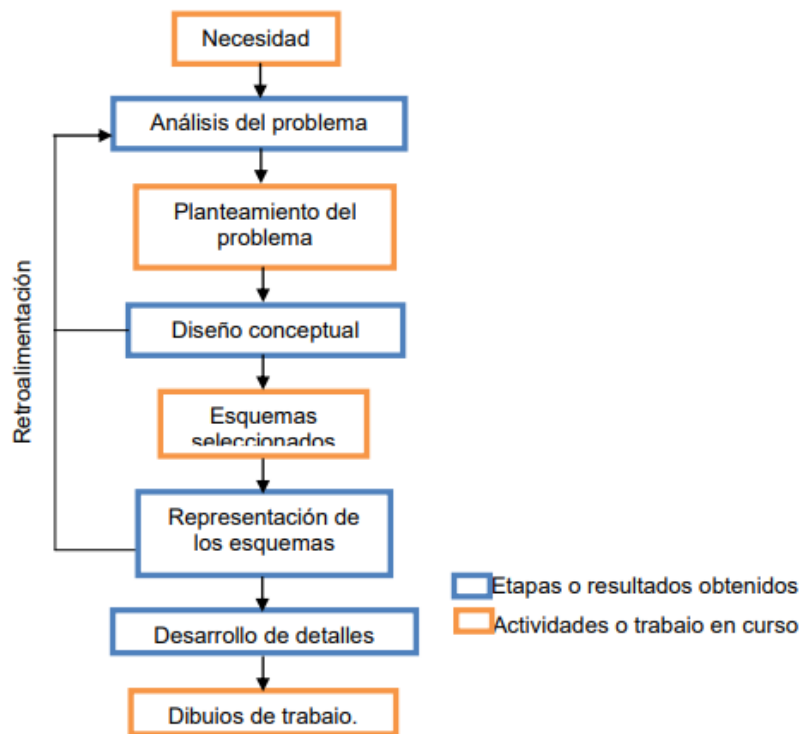 Necesidad
Análisis del problema
Planteamiento del
problema
Diseño conceptual
Esquemas
seleccionados
Representación de
los esquemas
Desarrollo de detalles
Dibujos de trabajo.
Retroalimentación
Etapas o resultados obtenidos
Actividades o trabajo en curso